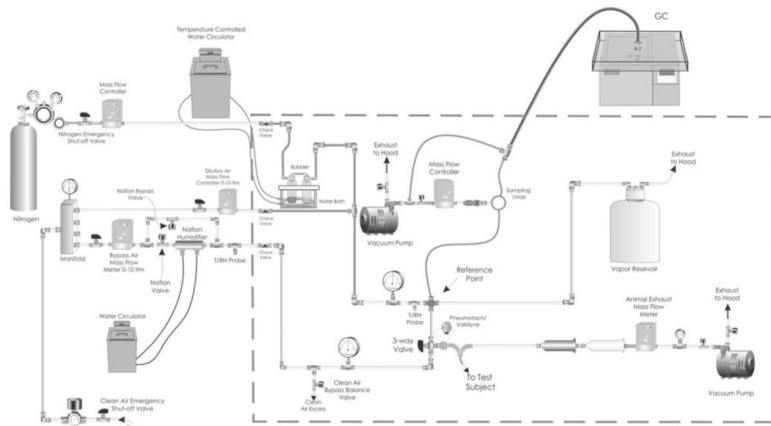 Temperature Controlled
Water Circulator
GC
Mass Flow
Controller
Nitrogen Emergency
Shut-off Valve
Check
Valve
Bubbler
Exhaust
to Hood
Mass Flow
Controller
Exhaust
to Hood
Dilution Air
Mass Flow
Controller 0-10 lfm
Nafion Bypass
Valve
Water Bath
Sampling
Loop
Nitrogen
Check
Valve
Nafion
Humidifier
Vacuum Pump
Manifold
Bypass Air
Mass Flow
Meter 0-10 lfm
T/RH Probe
Check
Valve
Vapor Resevoir
Nafion
Valve
Reference
Point
Exhaust
to Hood
Animal Exhaust
Mass Flow
Meter
T/RH
Probe
Pneumotach/
Validyne
Water Circulator
3-way
Valve
To Test
Subject
Vacuum Pump
Clean Air
Bypass Balance
Valve
Clean
Air Excess
Clean Air Emergency
Shut-off Valve